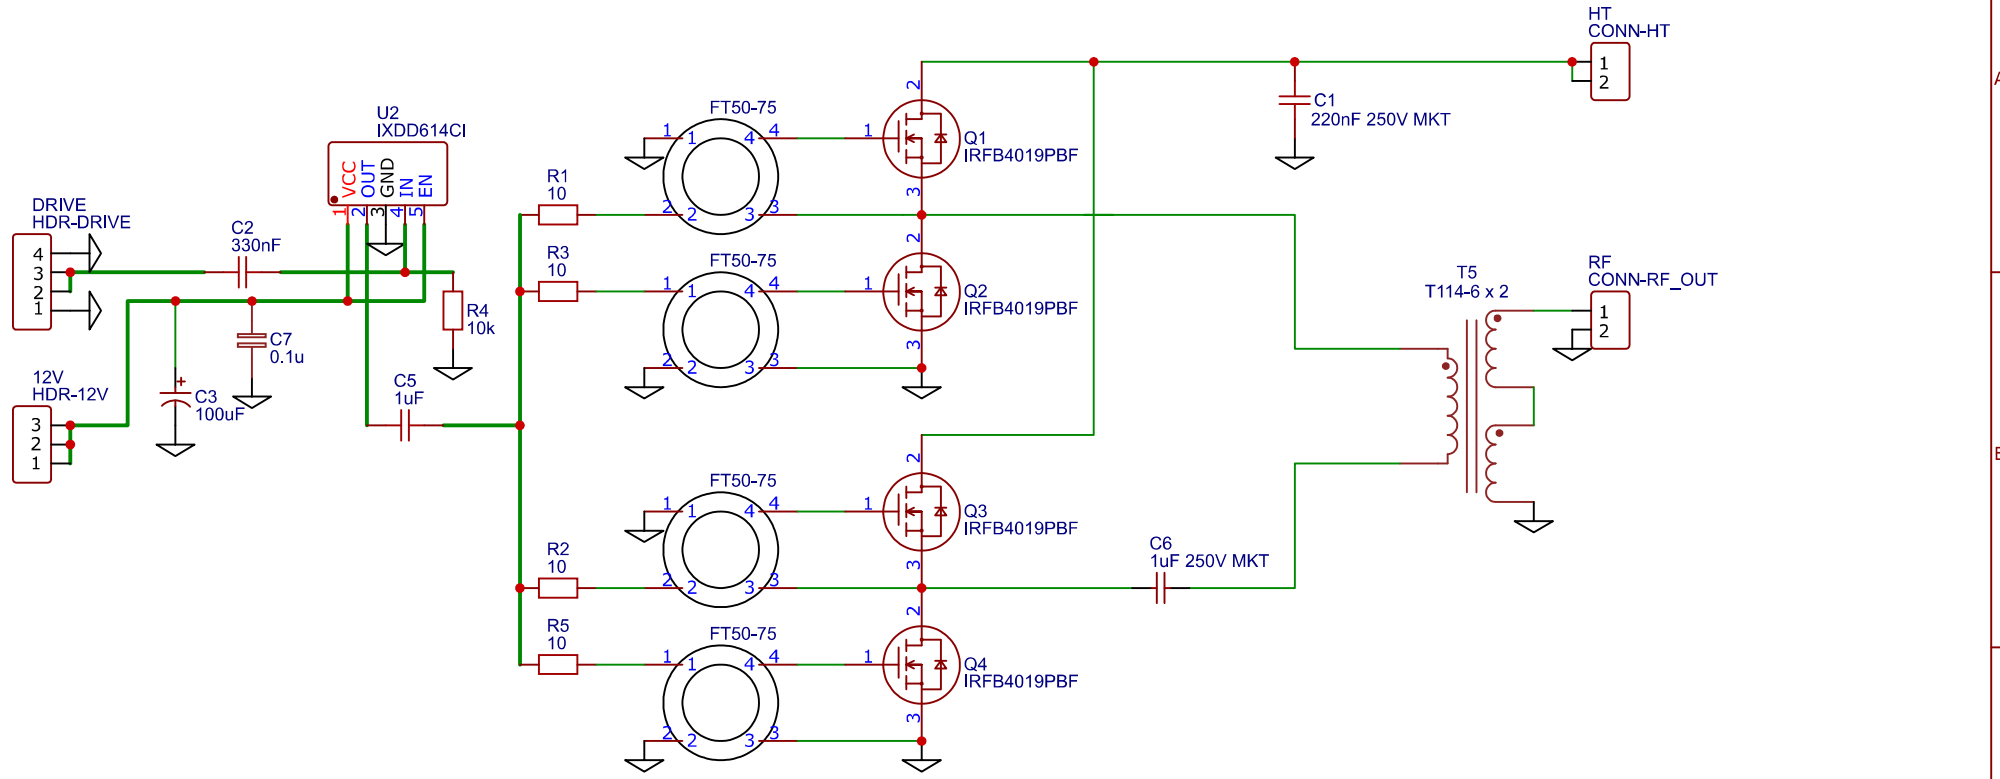 HT
CONN-HT
1
2
A
C1
220nF 250V MKT
U2
IXDD614CI
VCC
OUT
GND
IN
EN
1
2
3
4
5
DRIVE
HDR-DRIVE
4
3
2
1
C2
330nF
R4
10k
C7
0.1u
C3
100uF
+
12V
HDR-12V
3
2
1
C5
1uF
R1
10
R3
10
R2
10
R5
10
FT50-75
1 1 4 4
2 2 3 3
FT50-75
1 1 4 4
2 2 3 3
FT50-75
1 1 4 4
2 2 3 3
FT50-75
1 1 4 4
2 2 3 3
2
1
3
Q1
IRFB4019PBF
2
1
3
Q2
IRFB4019PBF
2
1
3
Q3
IRFB4019PBF
2
1
3
Q4
IRFB4019PBF
C6
1uF 250V MKT
T5
T114-6 x 2
RF
CONN-RF_OUT
1
2
B